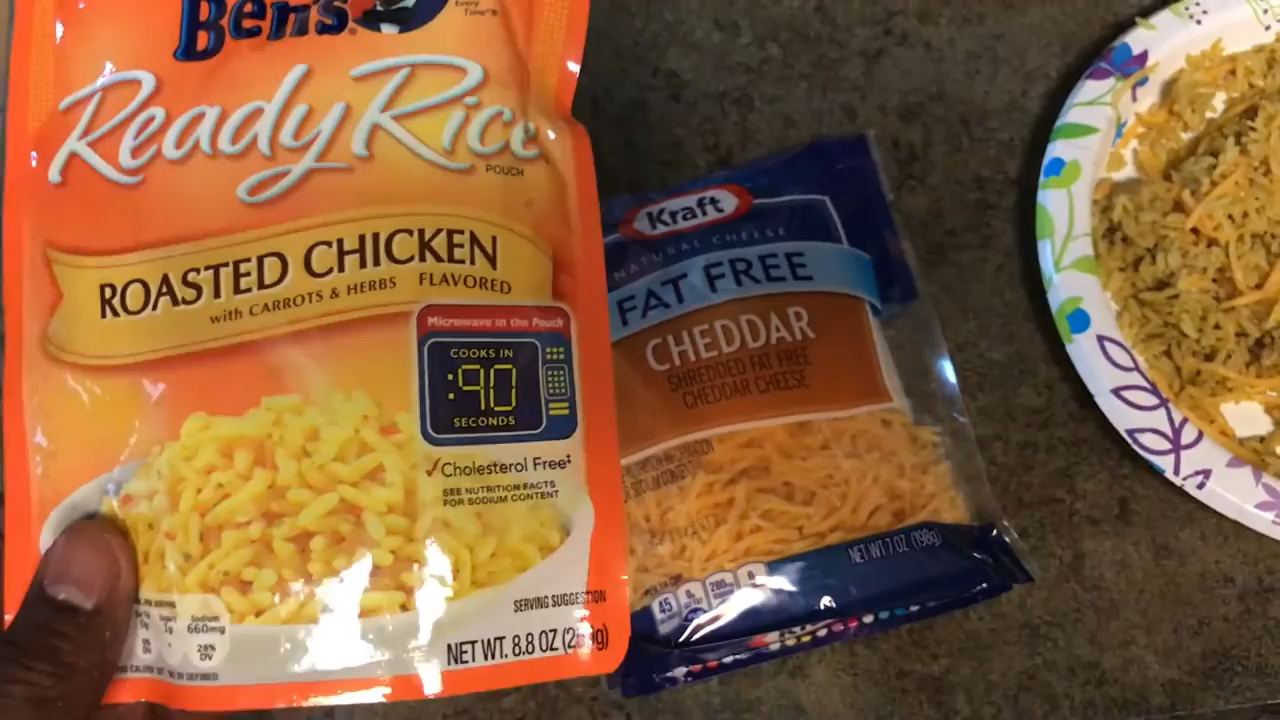 Ben's
Every
Time
Ready Rice
POUCH
ROASTED CHICKEN
with CARROTS & HERBS FLAVORED
Microwave in the Pouch
COOKS IN
:90
SECONDS
Cholesterol Free‡
SEE NUTRITION FACTS
FOR SODIUM CONTENT
SERVING SUGGESTION
Sodium
660mg
28%
DV
NET WT. 8.8 OZ
Kraft
NATURAL CHEESE
FAT FREE
CHEDDAR
SHREDDED FAT FREE
CHEDDAR CHEESE
NET WT 7 OZ (198g)
45